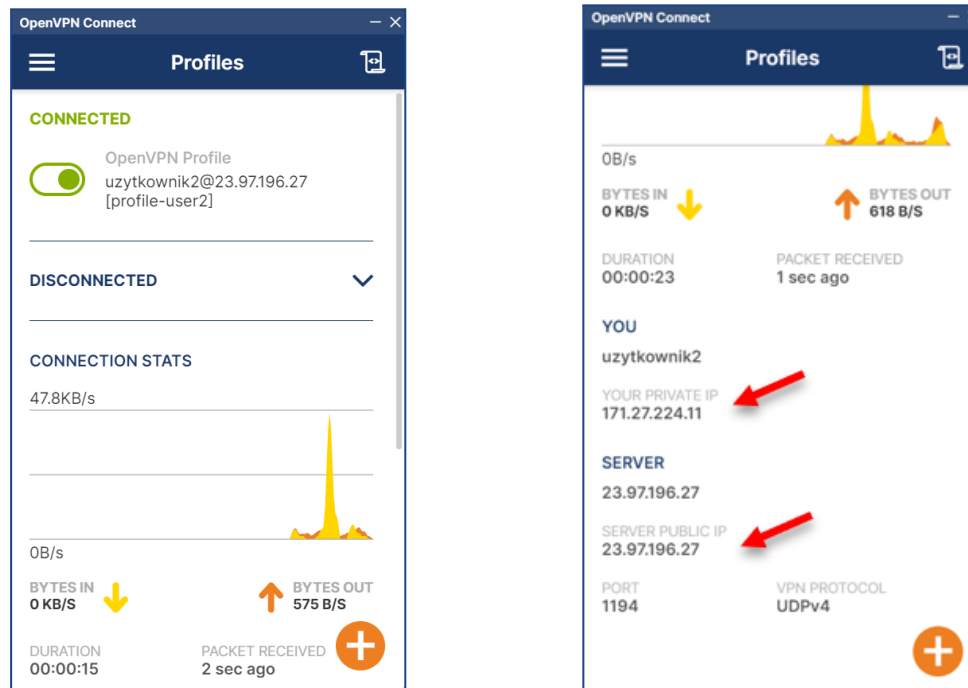 OpenVPN Connect
Profiles
CONNECTED
OpenVPN Profile
uzytkownik2@23.97.196.27
[profile-user2]
DISCONNECTED
CONNECTION STATS
47.8KB/s
0B/s
BYTES IN
0 KB/S
BYTES OUT
575 B/S
DURATION
00:00:15
PACKET RECEIVED
2 sec ago
OpenVPN Connect
Profiles
0B/s
BYTES IN
0 KB/S
BYTES OUT
618 B/S
DURATION
00:00:23
PACKET RECEIVED
1 sec ago
YOU
uzytkownik2
YOUR PRIVATE IP
171.27.224.11
SERVER
23.97.196.27
SERVER PUBLIC IP
23.97.196.27
PORT
1194
VPN PROTOCOL
UDPv4